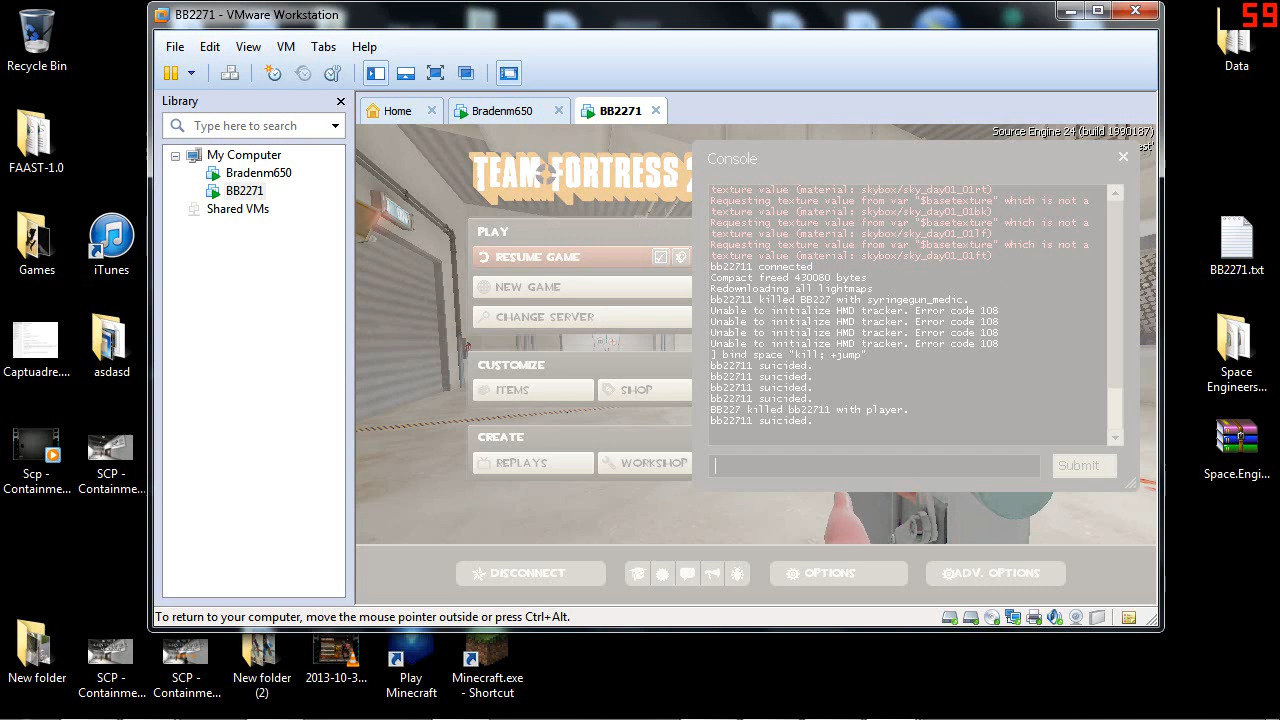 BB2271 - VMware Workstation
59
File Edit View VM Tabs Help
Library
Type here to search
My Computer
Bradenm650
BB2271
Shared VMs
Home
Bradenm650
BB2271
Source Engine 24 (build 1990187)
TEAM FORTRESS 2
PLAY
RESUME GAME
NEW GAME
CHANGE SERVER
CUSTOMIZE
ITEMS
SHOP
CREATE
REPLAYS
WORKSHOP
Console
texture value (material: skybox/sky_day01_01rt)
Requesting texture value from var "$basetexture" which is not a
texture value (material: skybox/sky_day01_01bk)
Requesting texture value from var "$basetexture" which is not a
texture value (material: skybox/sky_day01_01lf)
Requesting texture value from var "$basetexture" which is not a
texture value (material: skybox/sky_day01_01ft)
bb22711 connected
Compact freed 430080 bytes
Redownloading all lightmaps
bb22711 killed BB227 with syringegun_medic.
Unable to initialize HMD tracker. Error code 108
Unable to initialize HMD tracker. Error code 108
Unable to initialize HMD tracker. Error code 108
Unable to initialize HMD tracker. Error code 108
] bind space "kill; +jump"
bb22711 suicided.
bb22711 suicided.
bb22711 suicided.
bb22711 suicided.
BB227 killed bb22711 with player.
bb22711 suicided.
Submit
DISCONNECT
OPTIONS
ADV. OPTIONS
To return to your computer, move the mouse pointer outside or press Ctrl+Alt.
Recycle Bin
FAAST-1.0
Games
iTunes
Captuadre....
asdasd
Scp -
Containme...
SCP -
Containme...
New folder
SCP -
Containme...
SCP -
Containme...
New folder
(2)
2013-10-3...
Play
Minecraft
Minecraft.exe
- Shortcut
Data
BB2271.txt
Space
Engineers...
Space.Engi...